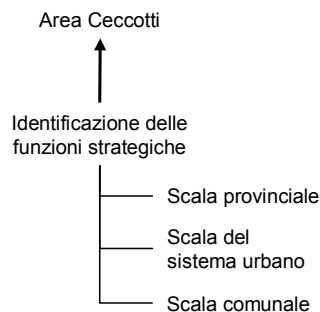 Area Ceccotti
Identificazione delle
funzioni strategiche
Scala provinciale
Scala del
sistema urbano
Scala comunale